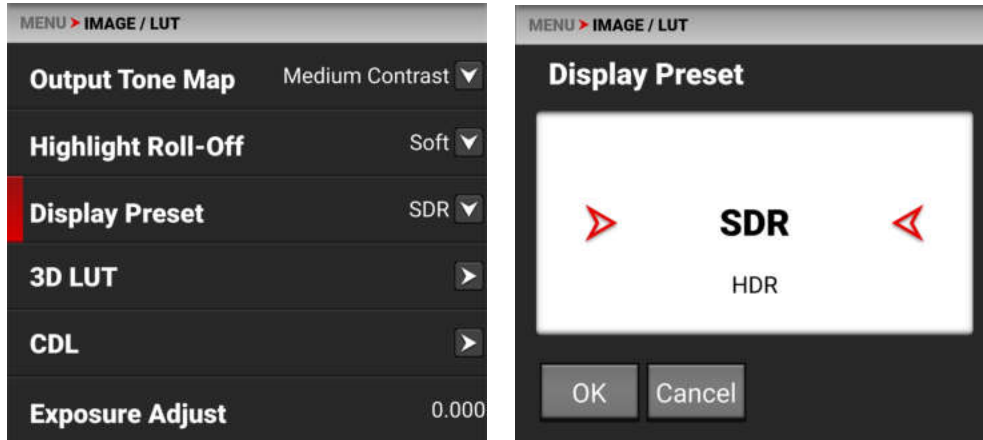 MENU > IMAGE / LUT
Output Tone Map Medium Contrast
Highlight Roll-Off Soft
Display Preset SDR
3D LUT
CDL
Exposure Adjust 0.000
MENU > IMAGE / LUT
Display Preset
SDR
HDR
OK Cancel